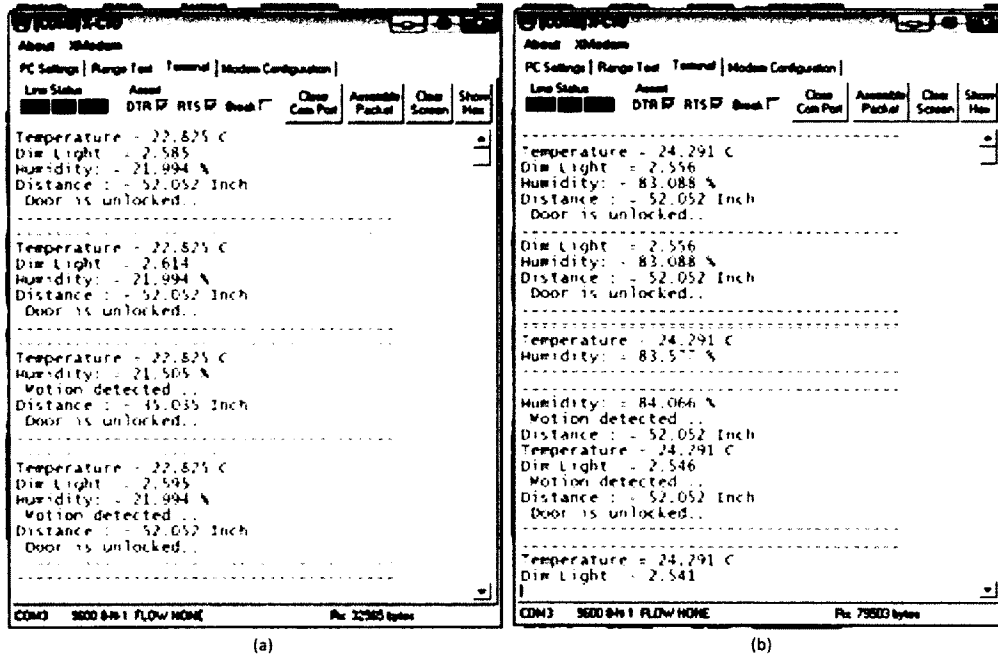 [COM3] X-CTU
About XModem
PC Settings | Range Test | Terminal | Modem Configuration |
Line Status Assert
DTR RTS Break
Close Com Port
Assemble Packet
Clear Screen
Show Hex
Temperature = 22.825 C
Dim Light = 2.585
Humidity: = 21.994 %
Distance : = 52.052 Inch
Door is unlocked..
Temperature = 22.825 C
Dim Light = 2.614
Humidity: = 21.994 %
Distance : = 52.052 Inch
Door is unlocked..
Temperature = 22.825 C
Humidity: = 21.505 %
Motion detected ..
Distance : = 35.035 Inch
Door is unlocked..
Temperature = 22.825 C
Dim Light = 2.595
Humidity: = 21.994 %
Motion detected ..
Distance : = 52.052 Inch
Door is unlocked..
COM3 9600 8-N-1 FLOW:NONE Rx: 32565 bytes
(a)
[COM3] X-CTU
About XModem
PC Settings | Range Test | Terminal | Modem Configuration |
Line Status Assert
DTR RTS Break
Close Com Port
Assemble Packet
Clear Screen
Show Hex
Temperature = 24.291 C
Dim Light = 2.556
Humidity: = 83.088 %
Distance : = 52.052 Inch
Door is unlocked..
Dim Light = 2.556
Humidity: = 83.088 %
Distance : = 52.052 Inch
Door is unlocked..
Temperature = 24.291 C
Humidity: = 83.577 %
Humidity: = 84.066 %
Motion detected ..
Distance : = 52.052 Inch
Temperature = 24.291 C
Dim Light = 2.546
Motion detected ..
Distance : = 52.052 Inch
Door is unlocked..
Temperature = 24.291 C
Dim Light = 2.541
COM3 9600 8-N-1 FLOW:NONE Rx: 79503 bytes
(b)